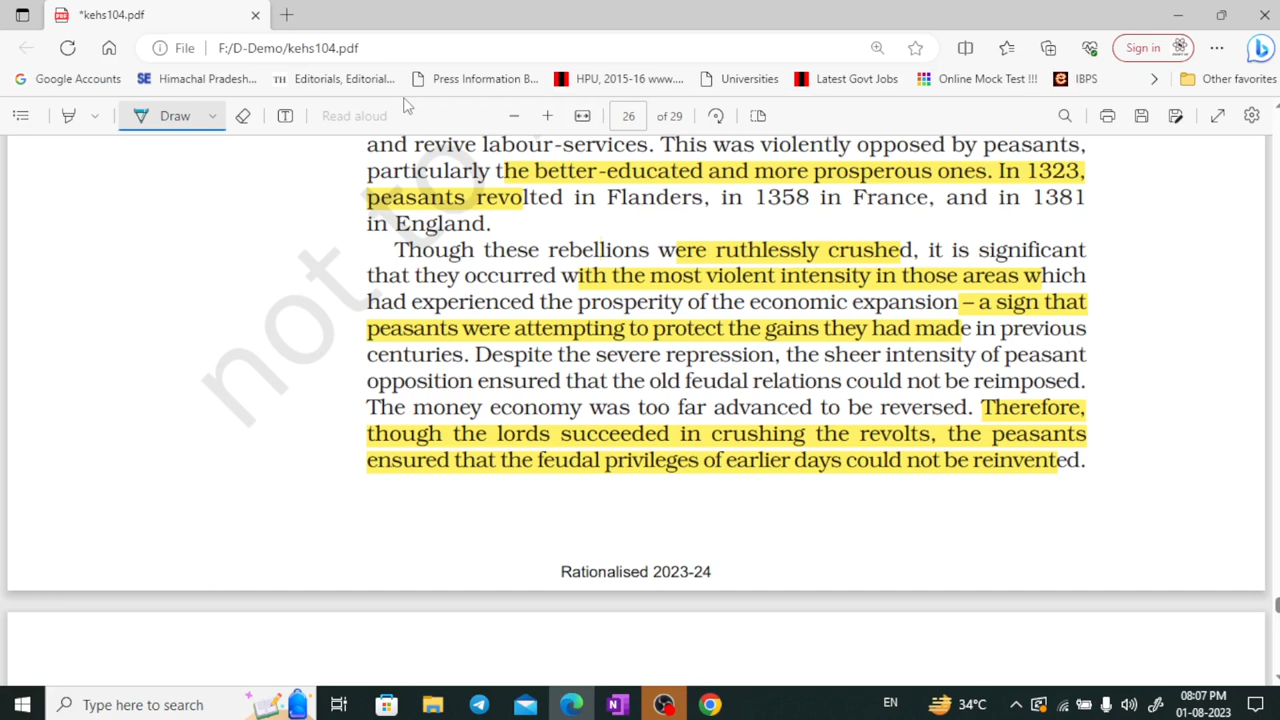 *kehs104.pdf
File F:/D-Demo/kehs104.pdf Sign in
Google Accounts SE Himachal Pradesh... TH Editorials, Editorial... Press Information B... HPU, 2015-16 www.... Universities Latest Govt Jobs Online Mock Test !!! IBPS Other favorites
Draw Read aloud 26 of 29
and revive labour-services. This was violently opposed by peasants,
particularly the better-educated and more prosperous ones. In 1323,
peasants revolted in Flanders, in 1358 in France, and in 1381
in England.
Though these rebellions were ruthlessly crushed, it is significant
that they occurred with the most violent intensity in those areas which
had experienced the prosperity of the economic expansion – a sign that
peasants were attempting to protect the gains they had made in previous
centuries. Despite the severe repression, the sheer intensity of peasant
opposition ensured that the old feudal relations could not be reimposed.
The money economy was too far advanced to be reversed. Therefore,
though the lords succeeded in crushing the revolts, the peasants
ensured that the feudal privileges of earlier days could not be reinvented.
not to
Rationalised 2023-24
Type here to search EN 34°C 08:07 PM
01-08-2023